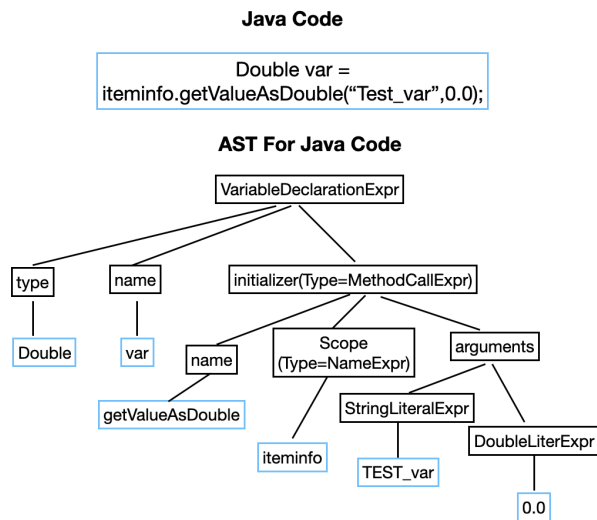 Java Code
Double var =
iteminfo.getValueAsDouble(“Test_var”,0.0);
AST For Java Code
VariableDeclarationExpr
type
name
initializer(Type=MethodCallExpr)
Double
var
name
Scope
(Type=NameExpr)
arguments
getValueAsDouble
StringLiteralExpr
iteminfo
DoubleLiterExpr
TEST_var
0.0